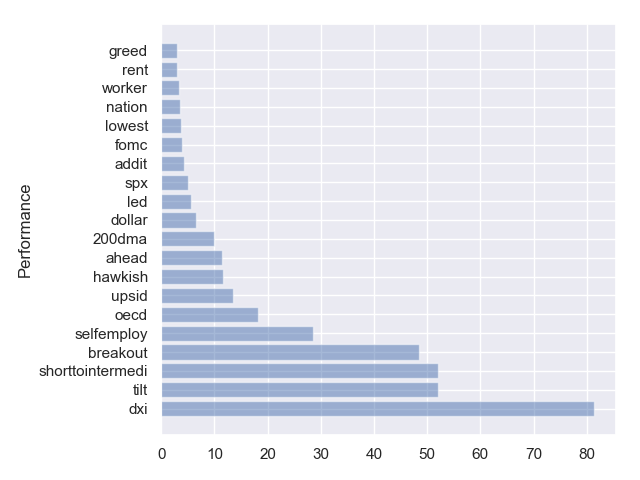 greed
rent
worker
nation
lowest
fomc
addit
spx
led
dollar
200dma
ahead
hawkish
upsid
oecd
selfemploy
breakout
shorttointermedi
tilt
dxi
Performance
0 10 20 30 40 50 60 70 80